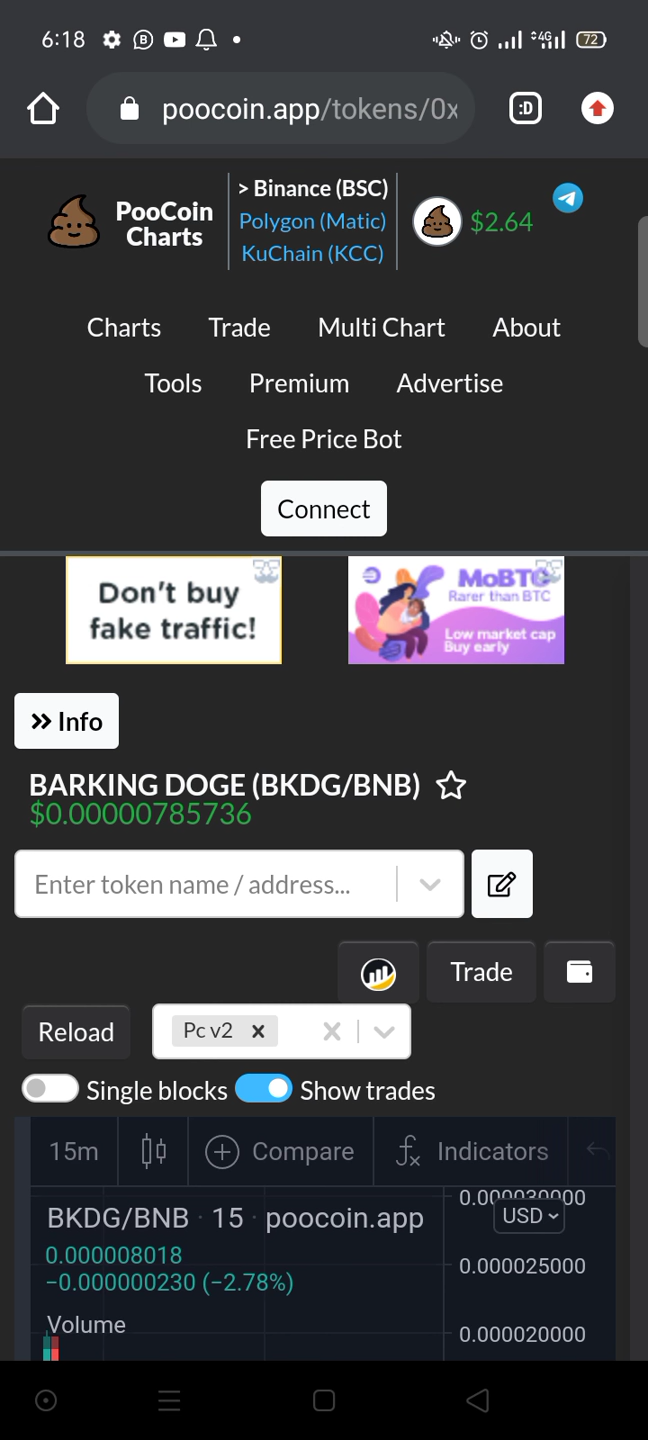 6:18
4G
72
poocoin.app/tokens/0x
:D
PooCoin
Charts
> Binance (BSC)
Polygon (Matic)
KuChain (KCC)
$2.64
Charts Trade Multi Chart About
Tools Premium Advertise
Free Price Bot
Connect
Don't buy
fake traffic!
MoBTC
Rarer than BTC
Low market cap
Buy early
» Info
BARKING DOGE (BKDG/BNB)
$0.00000785736
Enter token name / address...
Trade
Reload
Pc v2 x
Single blocks Show trades
15m Compare Indicators
0.000030000
BKDG/BNB · 15 · poocoin.app
USD
0.000008018
−0.000000230 (−2.78%)
0.000025000
Volume
0.000020000